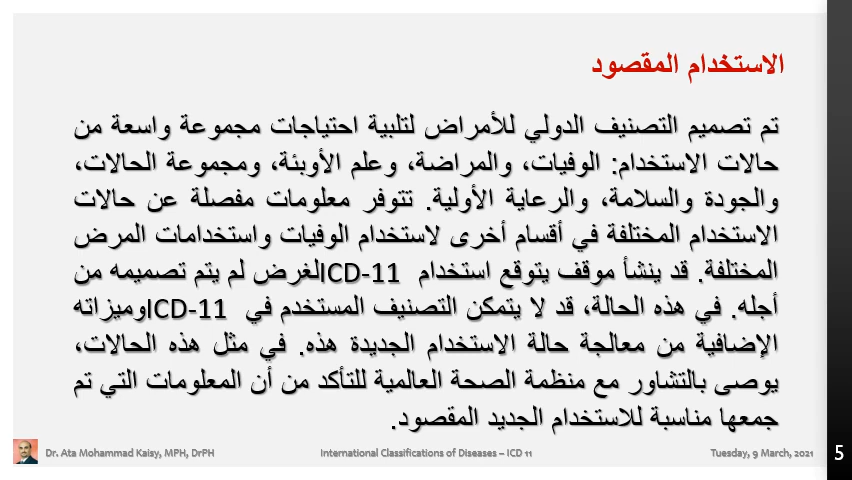 الاستخدام المقصود
تم تصميم التصنيف الدولي للأمراض لتلبية احتياجات مجموعة واسعة من
حالات الاستخدام: الوفيات، والمراضة، وعلم الأوبئة، ومجموعة الحالات،
والجودة والسلامة، والرعاية الأولية. تتوفر معلومات مفصلة عن حالات
الاستخدام المختلفة في أقسام أخرى لاستخدام الوفيات واستخدامات المرض
المختلفة. قد ينشأ موقف يتوقع استخدام ICD-11لغرض لم يتم تصميمه من
أجله. في هذه الحالة، قد لا يتمكن التصنيف المستخدم في ICD-11وميزاته
الإضافية من معالجة حالة الاستخدام الجديدة هذه. في مثل هذه الحالات،
يوصى بالتشاور مع منظمة الصحة العالمية للتأكد من أن المعلومات التي تم
جمعها مناسبة للاستخدام الجديد المقصود.
Dr. Ata Mohammad Kaisy, MPH, DrPH International Classifications of Diseases – ICD 11 Tuesday, 9 March, 2021 5